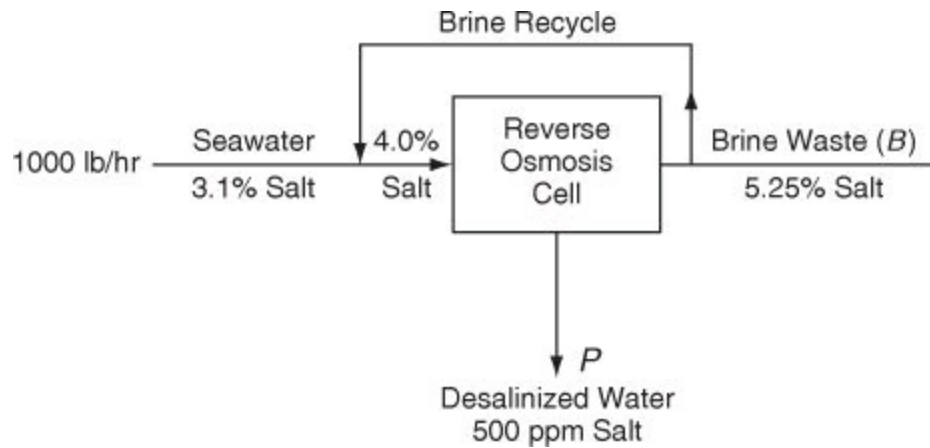 Brine Recycle
1000 lb/hr
Seawater
3.1% Salt
4.0%
Salt
Reverse
Osmosis
Cell
Brine Waste (B)
5.25% Salt
P
Desalinized Water
500 ppm Salt